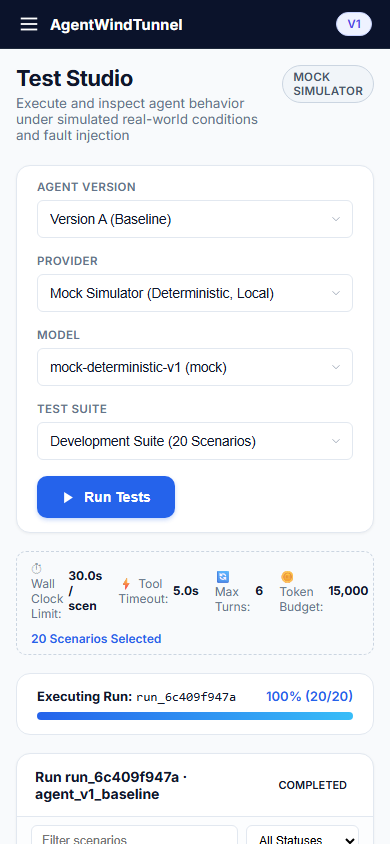 AgentWindTunnel
V1
Test Studio
MOCK
SIMULATOR
Execute and inspect agent behavior
under simulated real-world conditions
and fault injection
AGENT VERSION
Version A (Baseline)
PROVIDER
Mock Simulator (Deterministic, Local)
MODEL
mock-deterministic-v1 (mock)
TEST SUITE
Development Suite (20 Scenarios)
Run Tests
Wall
Clock
Limit:
30.0s
/
scen
Tool
Timeout:
5.0s
Max
Turns:
6
Token
Budget:
15,000
20 Scenarios Selected
Executing Run: run_6c409f947a 100% (20/20)
Run run_6c409f947a ·
agent_v1_baseline
COMPLETED
Filter scenarios
All Statuses